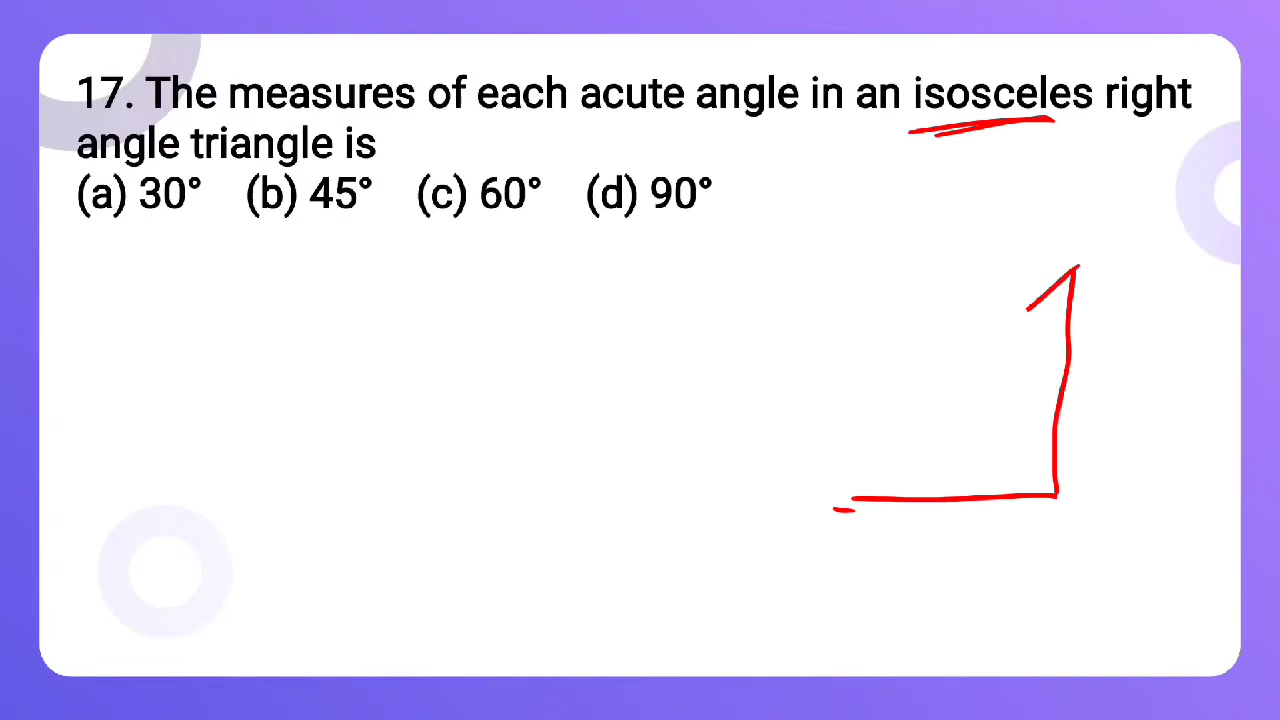 17. The measures of each acute angle in an isosceles right
angle triangle is
(a) 30° (b) 45° (c) 60° (d) 90°